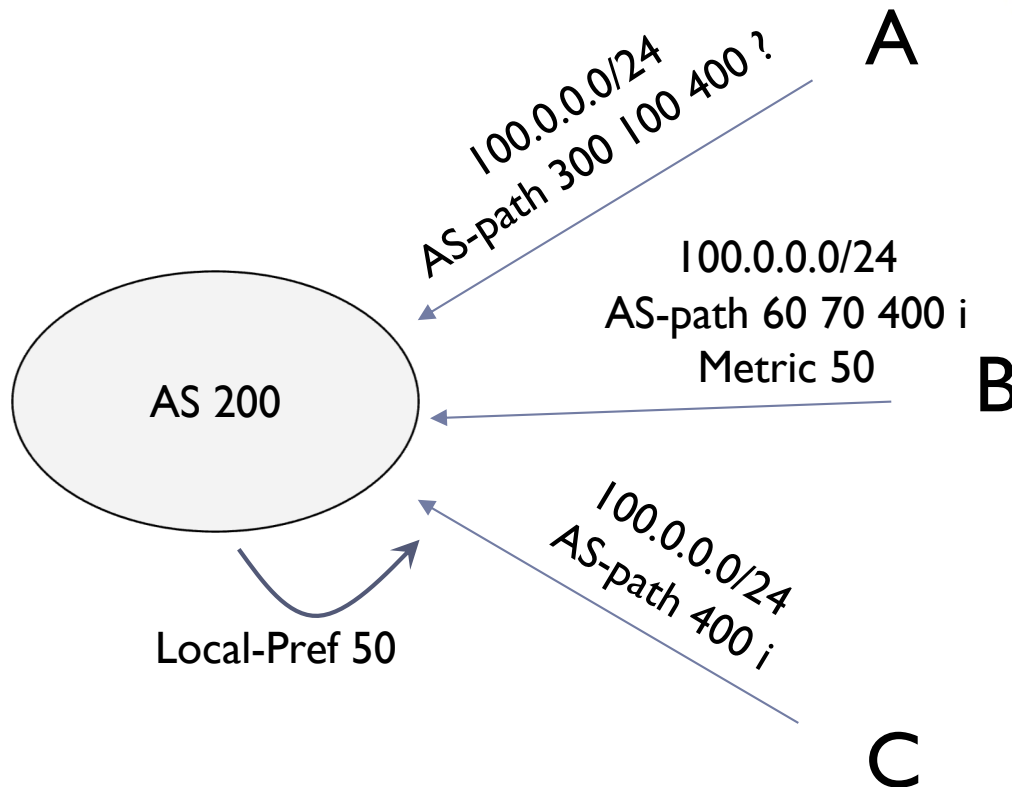 A
100.0.0.0/24
AS-path 300 100 400 ?
100.0.0.0/24
AS-path 60 70 400 i
Metric 50
B
AS 200
100.0.0.0/24
AS-path 400 i
Local-Pref 50
C